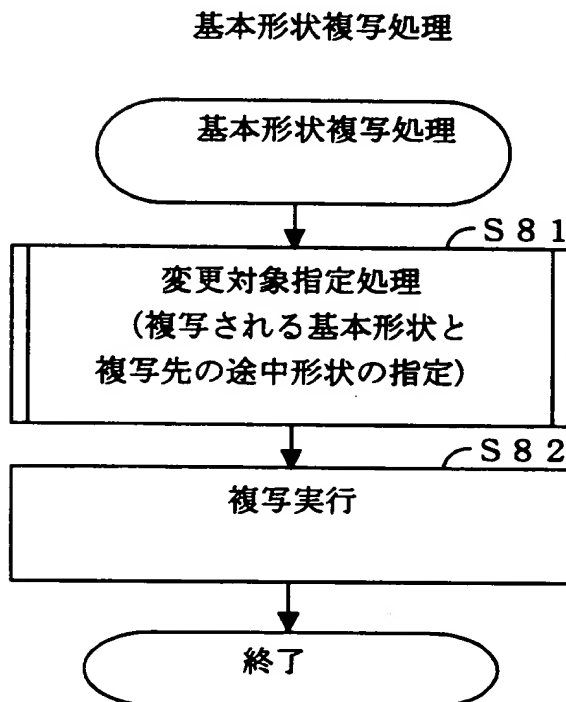 基本形状複写処理
基本形状複写処理
S81
変更対象指定処理
(複写される基本形状と
複写先の途中形状の指定)
S82
複写実行
終了